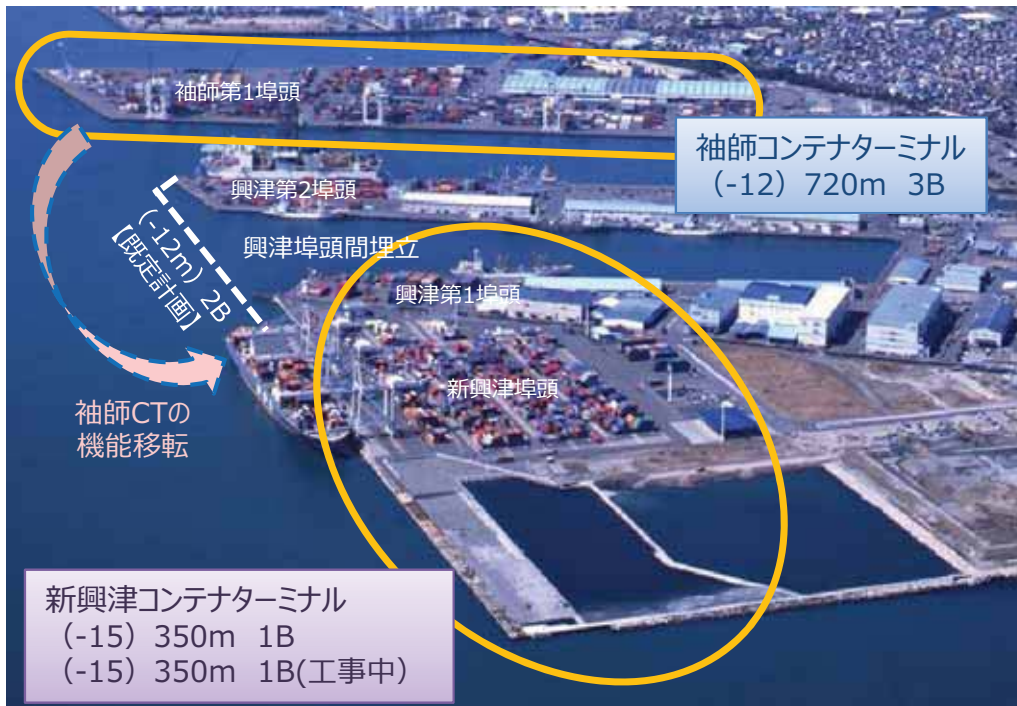 袖師第1埠頭
袖師コンテナターミナル
（-12）720m 3B
興津第2埠頭
（-12m）2B
【既定計画】
興津埠頭間埋立
興津第1埠頭
新興津埠頭
袖師CTの
機能移転
新興津コンテナターミナル
（-15）350m 1B
（-15）350m 1B(工事中）